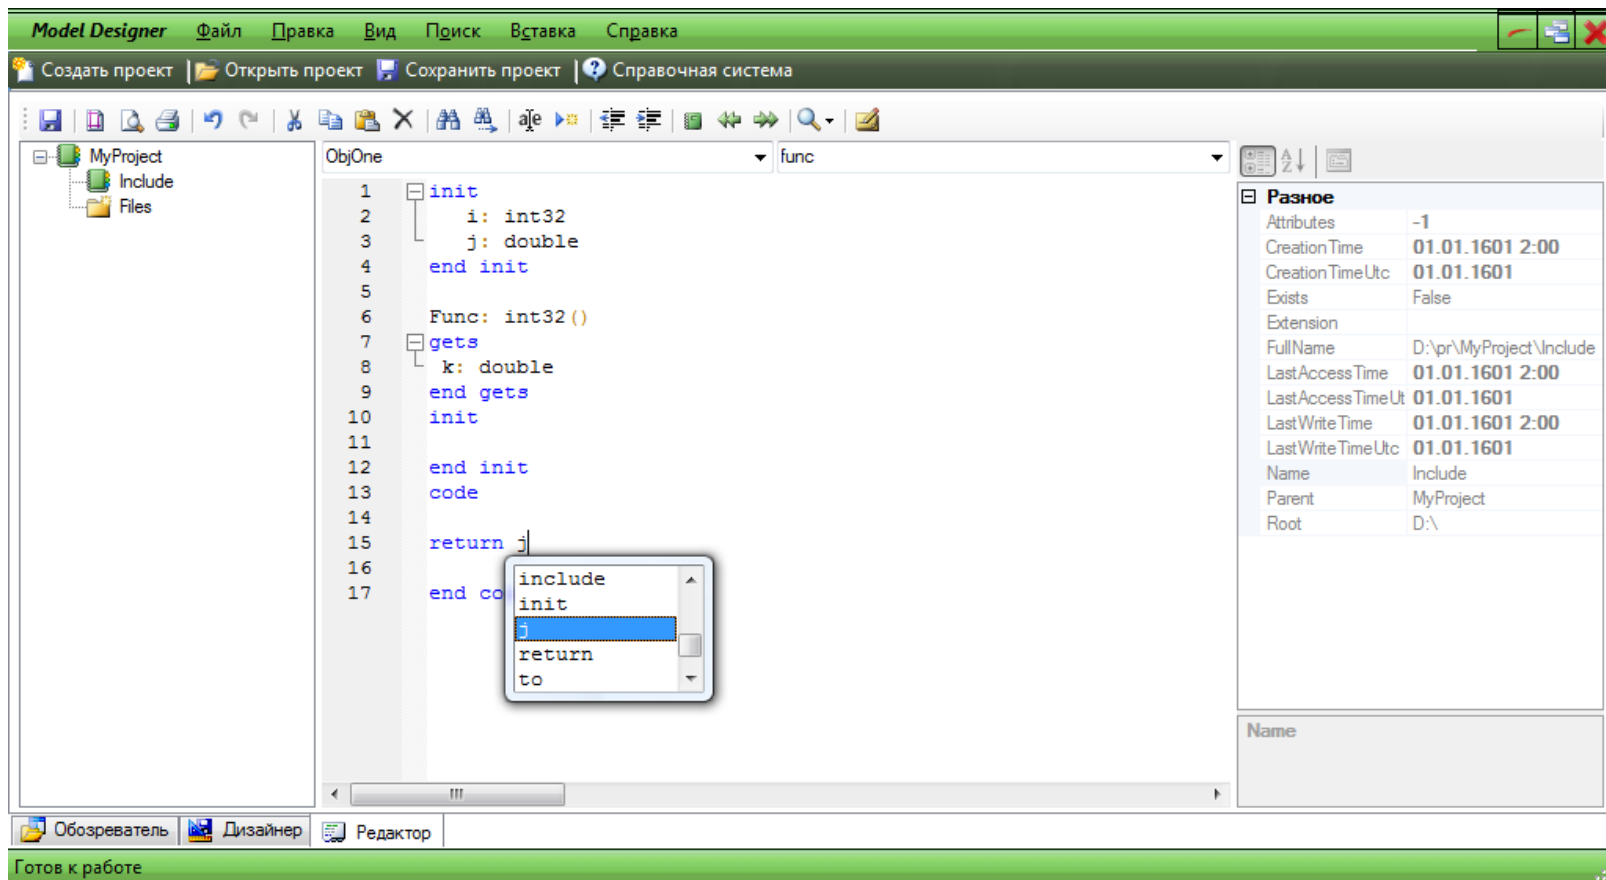 Model Designer Файл Правка Вид Поиск Вставка Справка
Создать проект Открыть проект Сохранить проект Справочная система
MyProject
Include
Files
ObjOne func
1 init
2 i: int32
3 j: double
4 end init
5
6 Func: int32()
7 gets
8 k: double
9 end gets
10 init
11
12 end init
13 code
14
15 return j
16
17 end co
include
init
j
return
to
Разное
Attributes -1
CreationTime 01.01.1601 2:00
CreationTimeUtc 01.01.1601
Exists False
Extension
FullName D:\pr\MyProject\Include
LastAccessTime 01.01.1601 2:00
LastAccessTimeUt 01.01.1601
LastWriteTime 01.01.1601 2:00
LastWriteTimeUtc 01.01.1601
Name Include
Parent MyProject
Root D:\
Name
Обозреватель Дизайнер Редактор
Готов к работе